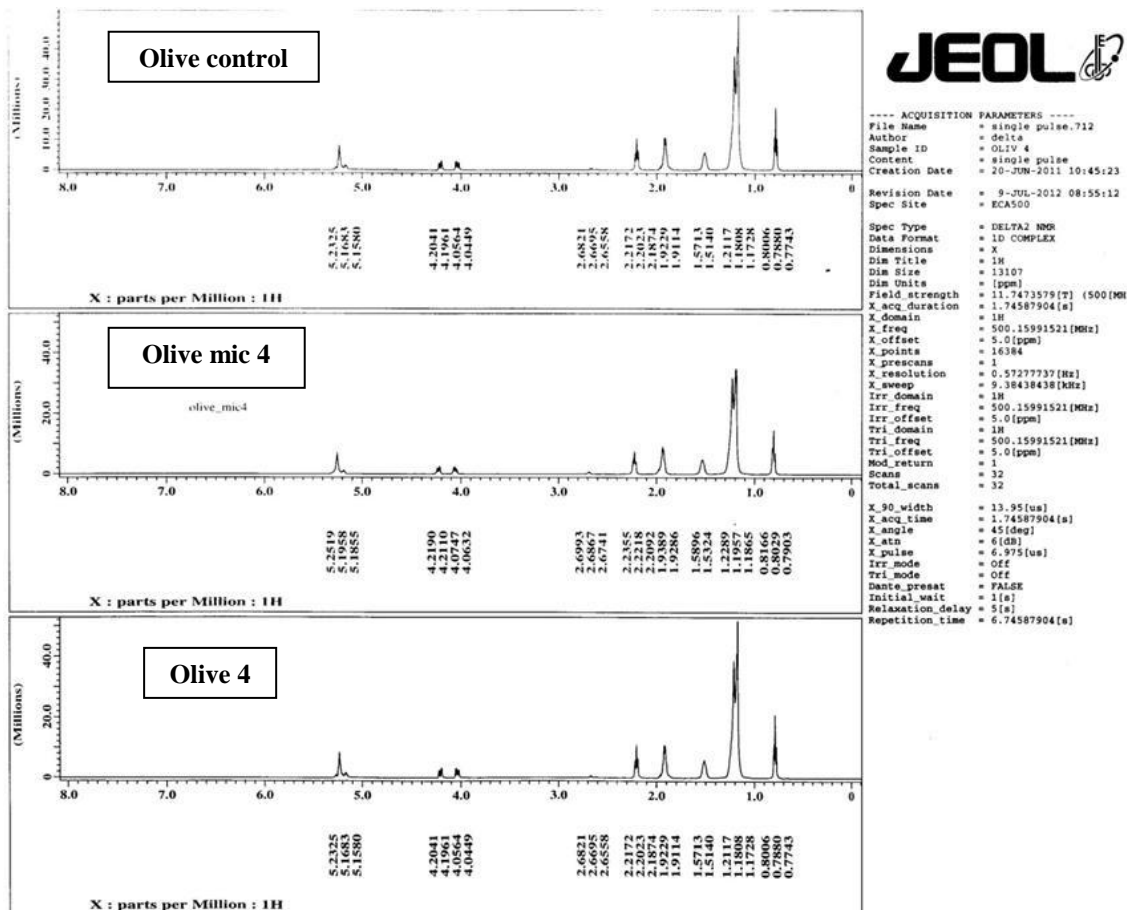 Olive control
(Millions)
0 10.0 20.0 30.0 40.0
8.0 7.0 6.0 5.0 4.0 3.0 2.0 1.0 0
5.2325
5.1683
5.1580
4.2041
4.1961
4.0564
4.0449
2.6821
2.6695
2.6558
2.2172
2.2023
2.1874
1.9229
1.9114
1.5713
1.5140
1.2117
1.1808
1.1728
0.8006
0.7880
0.7743
X : parts per Million : 1H
Olive mic 4
olive_mic4
(Millions)
0 20.0 40.0
8.0 7.0 6.0 5.0 4.0 3.0 2.0 1.0 0
5.2519
5.1958
5.1855
4.2190
4.2110
4.0747
4.0632
2.6993
2.6867
2.6741
2.2355
2.2218
2.2092
1.9389
1.9286
1.5896
1.5324
1.2289
1.1957
1.1865
0.8166
0.8029
0.7903
X : parts per Million : 1H
Olive 4
(Millions)
0 20.0 40.0
8.0 7.0 6.0 5.0 4.0 3.0 2.0 1.0 0
5.2325
5.1683
5.1580
4.2041
4.1961
4.0564
4.0449
2.6821
2.6695
2.6558
2.2172
2.2023
2.1874
1.9229
1.9114
1.5713
1.5140
1.2117
1.1808
1.1728
0.8006
0.7880
0.7743
X : parts per Million : 1H
JEOL
---- ACQUISITION PARAMETERS ----
File Name = single pulse.712
Author = delta
Sample ID = OLIV 4
Content = single pulse
Creation Date = 20-JUN-2011 10:45:23
Revision Date = 9-JUL-2012 08:55:12
Spec Site = ECA500
Spec Type = DELTA2 NMR
Data Format = 1D COMPLEX
Dimensions = X
Dim Title = 1H
Dim Size = 13107
Dim Units = [ppm]
Field_strength = 11.7473579[T] (500[MH
X_acq_duration = 1.74587904[s]
X_domain = 1H
X_freq = 500.15991521[MHz]
X_offset = 5.0[ppm]
X_points = 16384
X_prescans = 1
X_resolution = 0.57277737[Hz]
X_sweep = 9.38438438[kHz]
Irr_domain = 1H
Irr_freq = 500.15991521[MHz]
Irr_offset = 5.0[ppm]
Tri_domain = 1H
Tri_freq = 500.15991521[MHz]
Tri_offset = 5.0[ppm]
Mod_return = 1
Scans = 32
Total_scans = 32
X_90_width = 13.95[us]
X_acq_time = 1.74587904[s]
X_angle = 45[deg]
X_atn = 6[dB]
X_pulse = 6.975[us]
Irr_mode = Off
Tri_mode = Off
Dante_presat = FALSE
Initial_wait = 1[s]
Relaxation_delay = 5[s]
Repetition_time = 6.74587904[s]